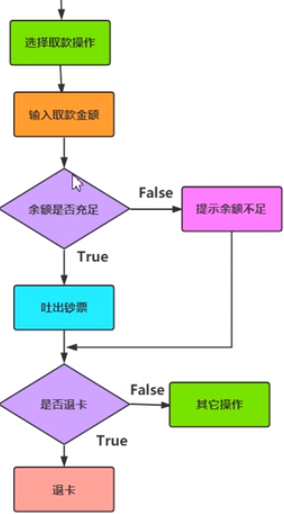 选择取款操作
输入取款金额
余额是否充足
False
提示余额不足
True
吐出钞票
是否退卡
False
其它操作
True
退卡